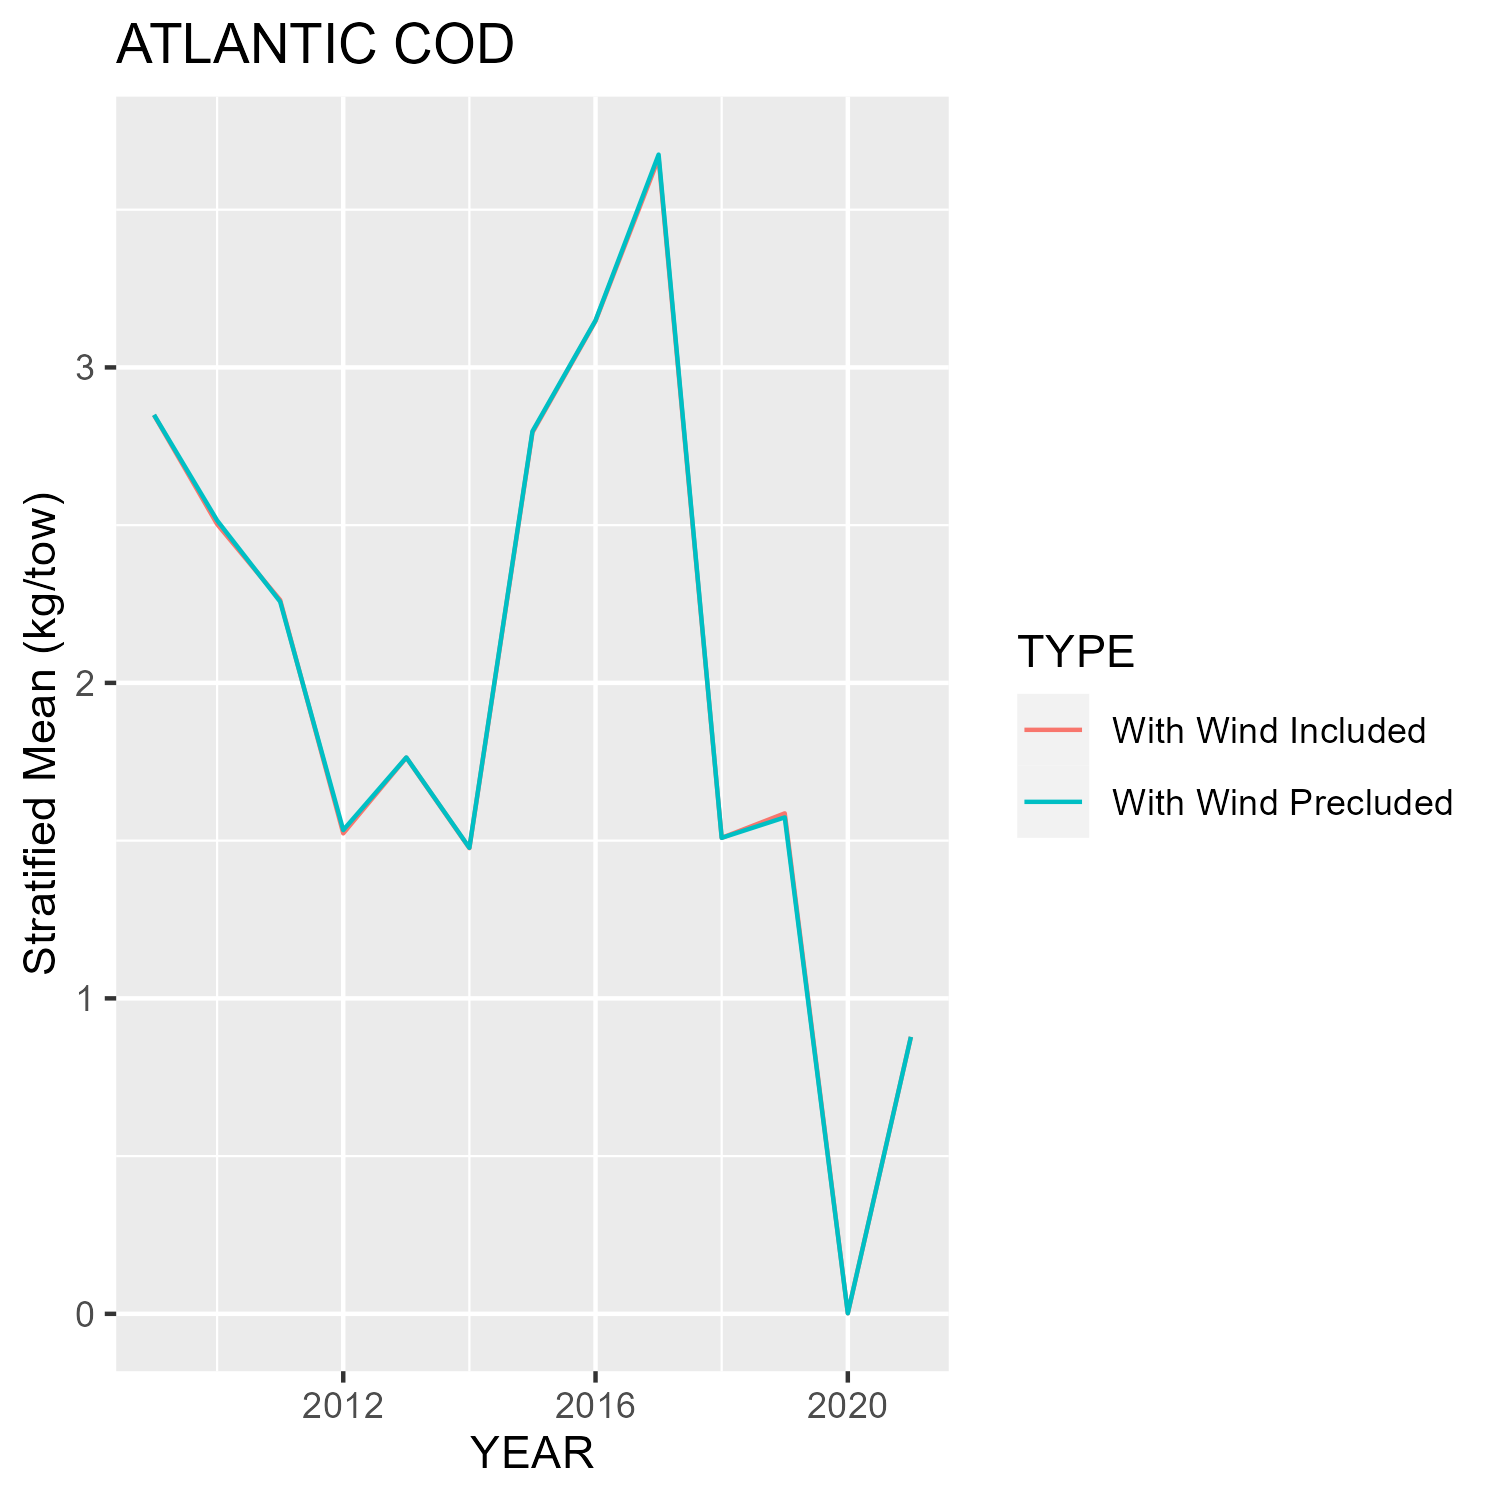 ATLANTIC COD
Stratified Mean (kg/tow)
3
2
1
0
2012
2016
2020
YEAR
TYPE
With Wind Included
With Wind Precluded